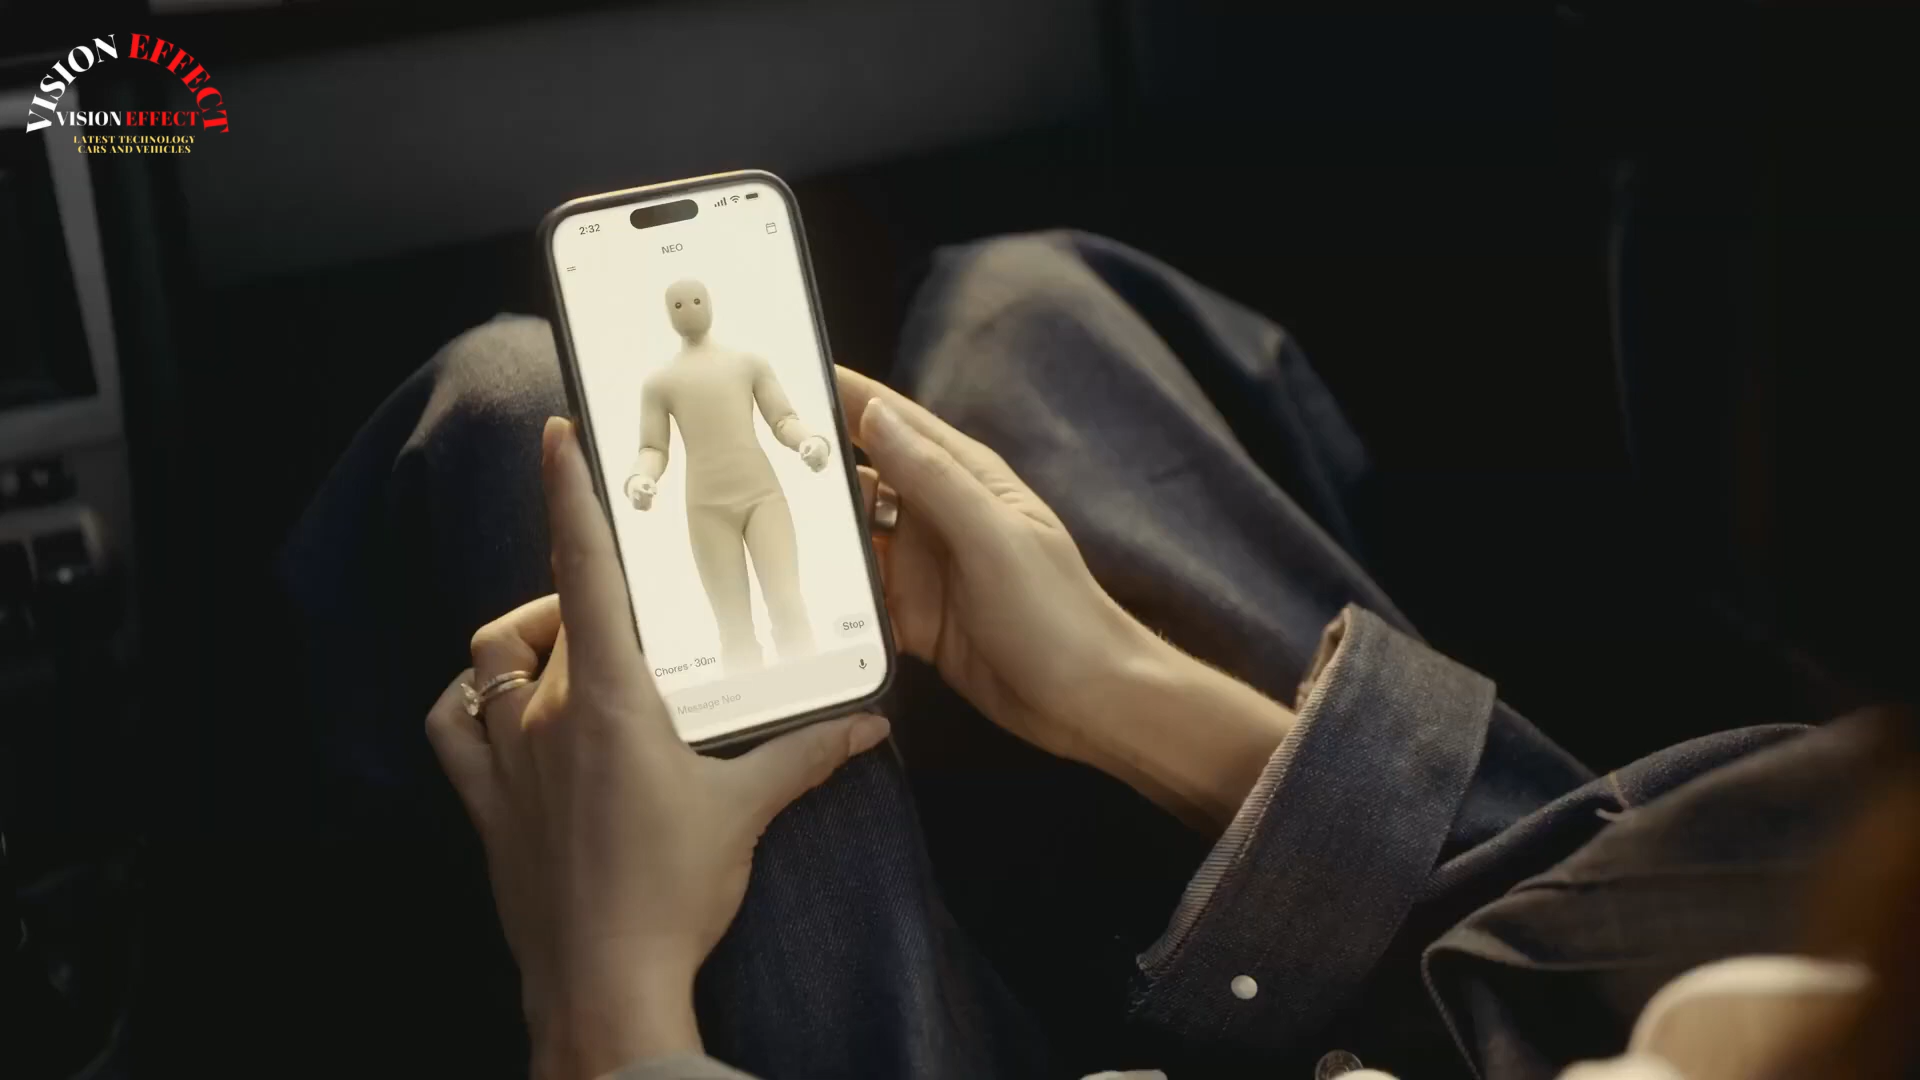 VISION EFFECT
VISION EFFECT
LATEST TECHNOLOGY
CARS AND VEHICLES
2:32
NEO
Stop
Chores · 30m
Message Neo